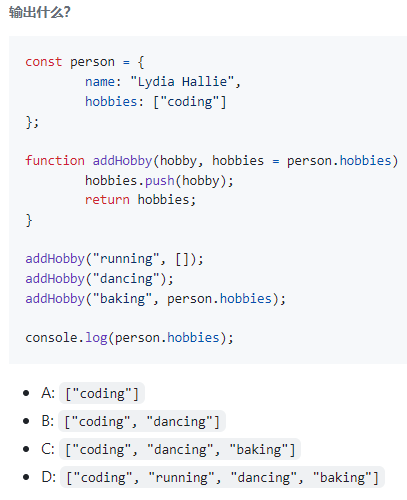 输出什么?
const person = {
name: "Lydia Hallie",
hobbies: ["coding"]
};
function addHobby(hobby, hobbies = person.hobbies)
hobbies.push(hobby);
return hobbies;
}
addHobby("running", []);
addHobby("dancing");
addHobby("baking", person.hobbies);
console.log(person.hobbies);
A: ["coding"]
B: ["coding", "dancing"]
C: ["coding", "dancing", "baking"]
D: ["coding", "running", "dancing", "baking"]